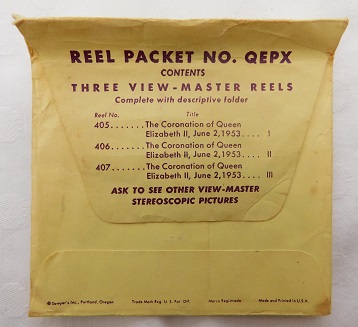 REEL PACKET NO. QEPX
CONTENTS
THREE VIEW-MASTER REELS
Complete with descriptive folder
Reel No. Title
405.......The Coronation of Queen
Elizabeth II, June 2,1953.... I
406.......The Coronation of Queen
Elizabeth II, June 2,1953.... II
407.......The Coronation of Queen
Elizabeth II, June 2,1953.... III
ASK TO SEE OTHER VIEW-MASTER
STEREOSCOPIC PICTURES
© Sawyer's Inc., Portland, Oregon Trade Mark Reg. U. S. Pat. Off. Marca Registrada Made and Printed in U.S.A.